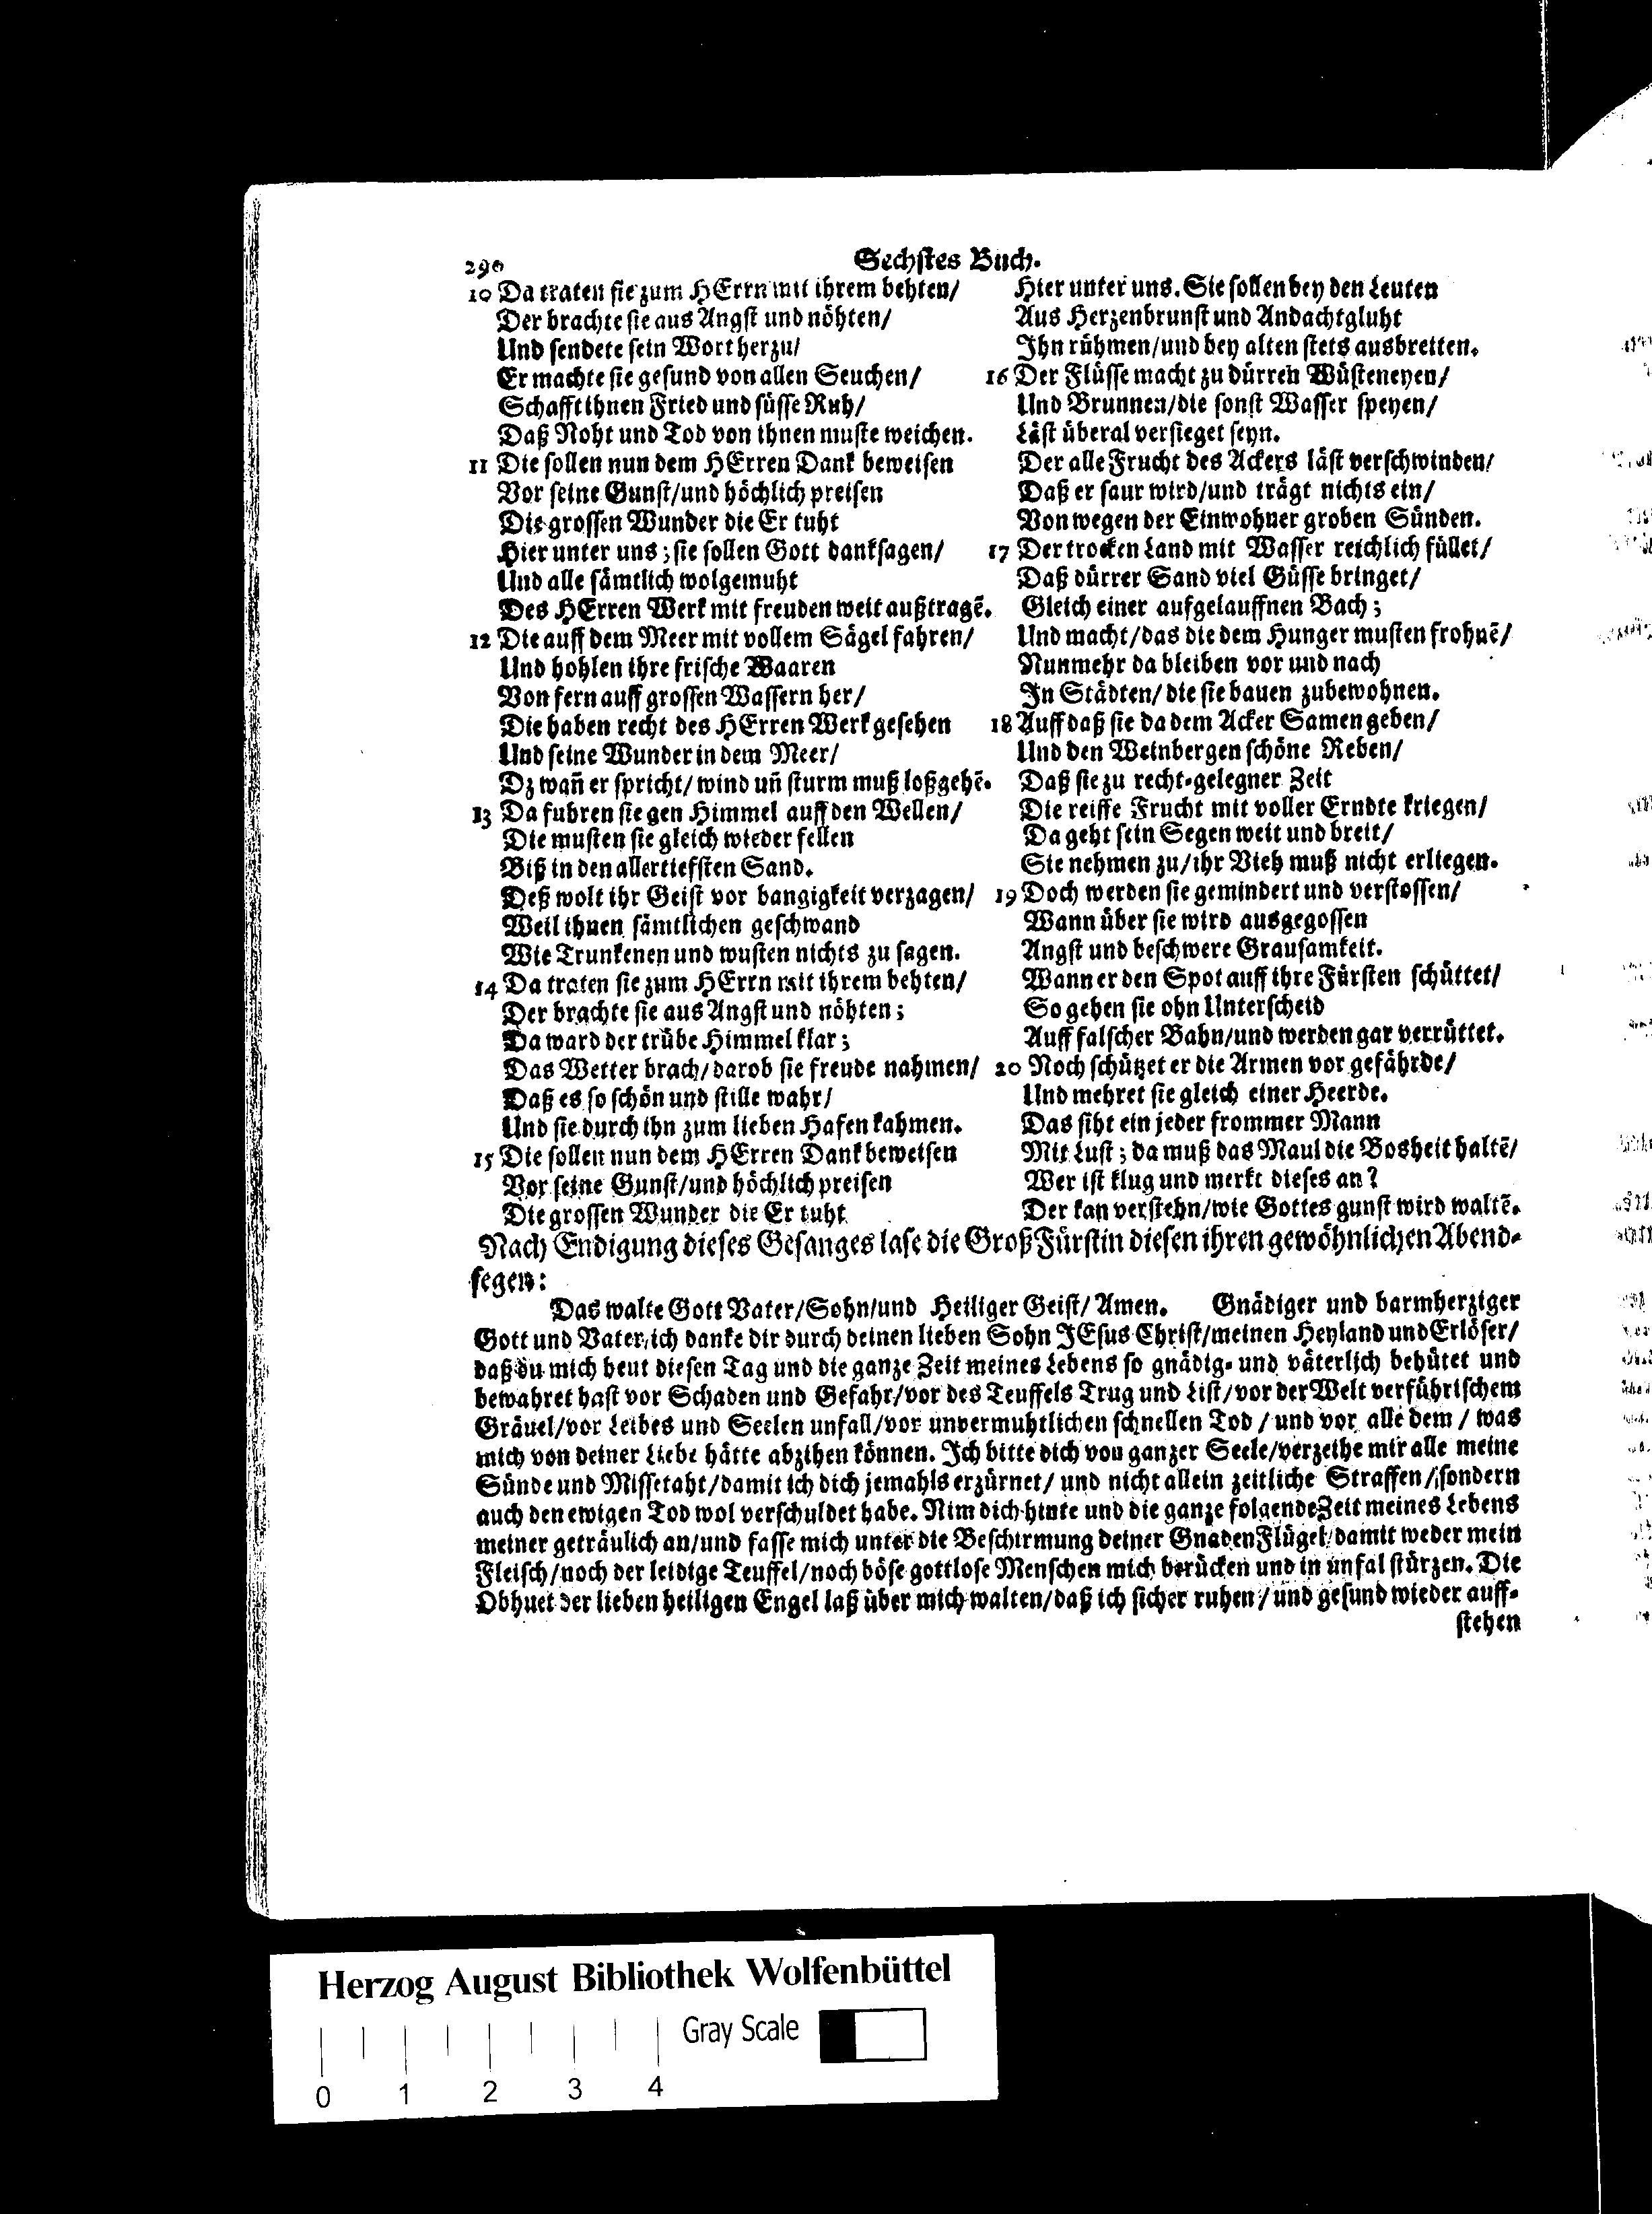 290
Sechstes Buch.
10 Da traten sie zum HErrn mit ihrem behten/
Der brachte sie aus Angst und nöhten/
Und sendete sein Wort herzu/
Er machte sie gesund von allen Seuchen/
Schafft ihnen Fried und süsse Ruh/
Daß Noht und Tod von ihnen muste weichen.
11 Die sollen nun dem HErren Dank beweisen
Vor seine Gunst/und höchlich preisen
Die grossen Wunder die Er tuht
Hier unter uns; sie sollen Gott danksagen/
Und alle sämtlich wolgemuht
Des HErren Werk mit freuden weit außtragē.
12 Die auff dem Meer mit vollem Sägel fahren/
Und hohlen ihre frische Waaren
Von fern auff grossen Wassern her/
Die haben recht des HErren Werk gesehen
Und seine Wunder in dem Meer/
Dz wañ er spricht/wind uñ sturm muß loßgehē.
13 Da fuhren sie gen Himmel auff den Wellen/
Die musten sie gleich wieder fellen
Biß in den allertiefsten Sand.
Deß wolt ihr Geist vor bangigkeit verzagen/
Weil ihnen sämtlichen geschwand
Wie Trunkenen und wusten nichts zu sagen.
14 Da traten sie zum HErrn mit ihrem behten/
Der brachte sie aus Angst und nöhten;
Da ward der trübe Himmel klar;
Das Wetter brach/darob sie freude nahmen/
Daß es so schön und stille wahr/
Und sie durch ihn zum lieben Hafen kahmen.
15 Die sollen nun dem HErren Dank beweisen
Vor seine Gunst/und höchlich preisen
Die grossen Wunder die Er tuht
Hier unter uns. Sie sollen bey den Leuten
Aus Herzenbrunst und Andachtgluht
Ihn rühmen/und bey alten stets ausbreiten.
16 Der Flüsse macht zu dürren Wüsteneyen/
Und Brunnen/die sonst Wasser speyen/
Läst überal versieget seyn.
Der alle Frucht des Ackers läst verschwinden/
Daß er saur wird/und trägt nichts ein/
Von wegen der Einwohner groben Sünden.
17 Der trocken Land mit Wasser reichlich füllet/
Daß dürrer Sand viel Güsse bringet/
Gleich einer aufgelauffnen Bach;
Und macht/das die dem Hunger musten frohnē/
Nunmehr da bleiben vor und nach
In Städten/die sie bauen zubewohnen.
18 Auff daß sie da dem Acker Samen geben/
Und den Weinbergen schöne Reben/
Daß sie zu recht-gelegner Zeit
Die reiffe Frucht mit voller Erndte kriegen/
Da geht sein Segen weit und breit/
Sie nehmen zu/ihr Vieh muß nicht erliegen.
19 Doch werden sie gemindert und verstossen/
Wann über sie wird ausgegossen
Angst und beschwere Grausamkeit.
Wann er den Spot auff ihre Fürsten schüttet/
So gehen sie ohn Unterscheid
Auff falscher Bahn/und werden gar verrüttet.
20 Noch schützet er die Armen vor gefährde/
Und mehret sie gleich einer Heerde.
Das siht ein jeder frommer Mann
Mit Lust; da muß das Maul die Bosheit haltē/
Wer ist klug und merkt dieses an?
Der kan verstehn/wie Gottes gunst wird waltē.
Nach Endigung dieses Gesanges lase die GroßFürstin diesen ihren gewöhnlichen Abend-
segen:
Das walte Gott Vater/Sohn/und Heiliger Geist/Amen. Gnädiger und barmherziger
Gott und Vater/ich danke dir durch deinen lieben Sohn JEsus Christ/meinen Heyland und Erlöser/
daß du mich heut diesen Tag und die ganze Zeit meines Lebens so gnädig- und väterlich behütet und
bewahret hast vor Schaden und Gefahr/vor des Teuffels Trug und List/vor der Welt verführischem
Gräuel/vor Leibes und Seelen unfall/vor unvermuhtlichen schnellen Tod/und vor alle dem/was
mich von deiner Liebe hätte abzihen können. Ich bitte dich von ganzer Seele/verzeihe mir alle meine
Sünde und Missetaht/damit ich dich jemahls erzürnet/und nicht allein zeitliche Straffen/sondern
auch den ewigen Tod wol verschuldet habe. Nim dich hinte und die ganze folgende Zeit meines Lebens
meiner getraulich an/und fasse mich unter die Beschirmung deiner GnadenFlügel/damit weder mein
Fleisch/noch der leidige Teuffel/noch böse gottlose Menschen mich berücken und in unfal stürzen. Die
Obhuet der lieben heiligen Engel laß über mich walten/daß ich sicher ruhen/und gesund wieder auff-
stehen
Herzog August Bibliothek Wolfenbüttel
Gray Scale
0 1 2 3 4